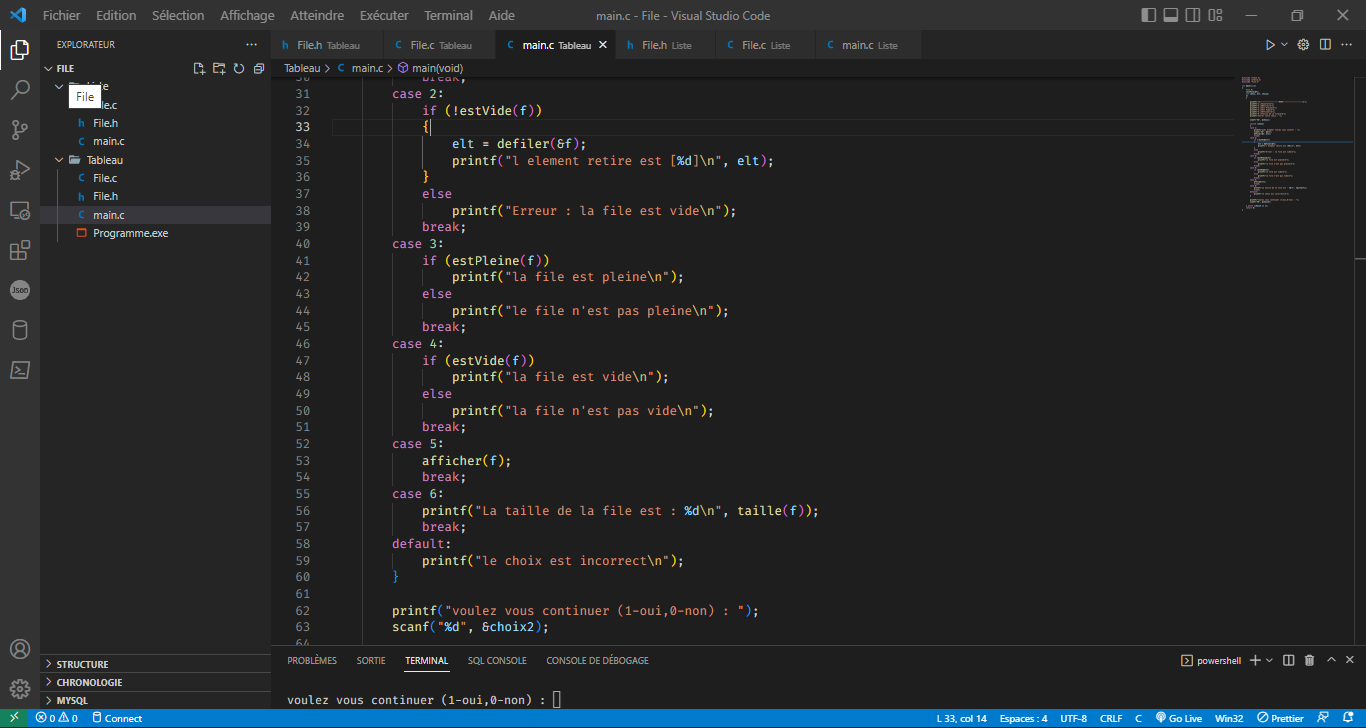 Fichier Edition Sélection Affichage Atteindre Exécuter Terminal Aide main.c - File - Visual Studio Code
EXPLORATEUR
FILE
File
File.h
main.c
Tableau
File.c
File.h
main.c
Programme.exe
STRUCTURE
CHRONOLOGIE
MYSQL
File.h Tableau File.c Tableau main.c Tableau File.h Liste File.c Liste main.c Liste
Tableau > main.c > main(void)
break;
31 case 2:
32 if (!estVide(f))
33 {
34 elt = defiler(&f);
35 printf("l element retire est [%d]\n", elt);
36 }
37 else
38 printf("Erreur : la file est vide\n");
39 break;
40 case 3:
41 if (estPleine(f))
42 printf("la file est pleine\n");
43 else
44 printf("le file n'est pas pleine\n");
45 break;
46 case 4:
47 if (estVide(f))
48 printf("la file est vide\n");
49 else
50 printf("la file n'est pas vide\n");
51 break;
52 case 5:
53 afficher(f);
54 break;
55 case 6:
56 printf("La taille de la file est : %d\n", taille(f));
57 break;
58 default:
59 printf("le choix est incorrect\n");
60 }
61
62 printf("voulez vous continuer (1-oui,0-non) : ");
63 scanf("%d", &choix2);
64
PROBLÈMES SORTIE TERMINAL SQL CONSOLE CONSOLE DE DÉBOGAGE powershell
voulez vous continuer (1-oui,0-non) :
0 0 Connect L 33, col 14 Espaces : 4 UTF-8 CRLF C Go Live Win32 Prettier